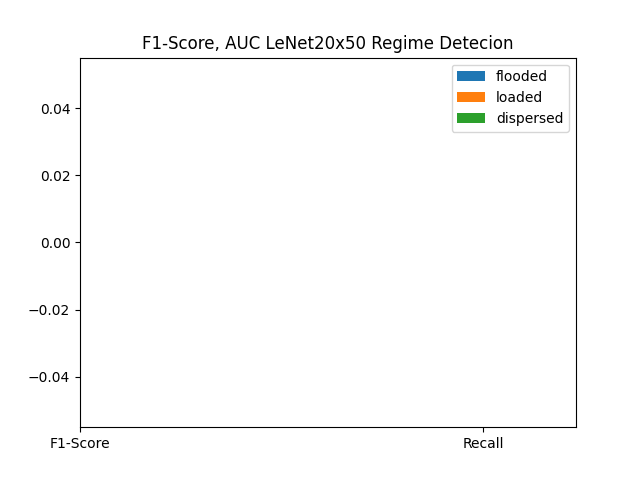 F1-Score, AUC LeNet20x50 Regime Detecion
flooded
loaded
dispersed
0.04
0.02
0.00
−0.02
−0.04
F1-Score
Recall